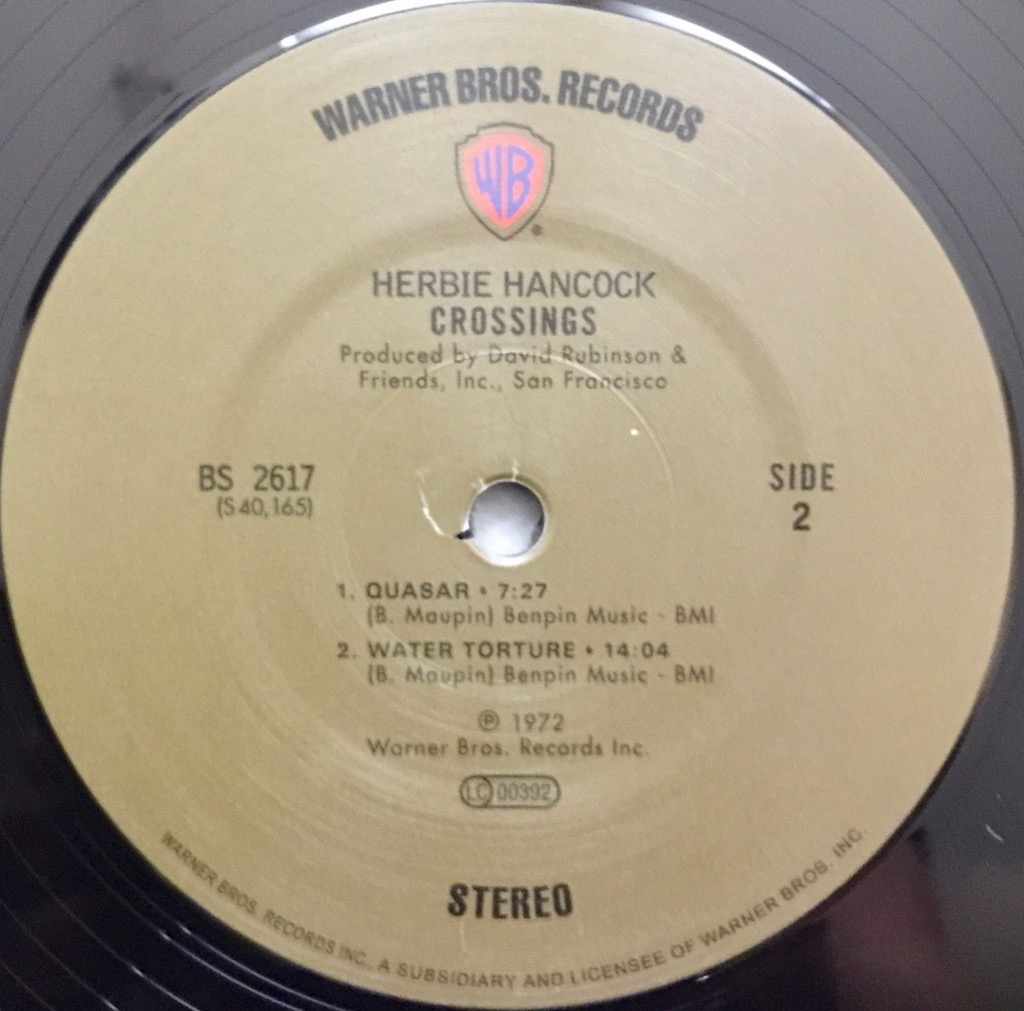 WARNER BROS. RECORDS
WB
®
HERBIE HANCOCK
CROSSINGS
Produced by David Rubinson &
Friends, Inc., San Francisco
BS 2617
(S 40,165)
SIDE
2
1. QUASAR • 7:27
(B. Maupin) Benpin Music - BMI
2. WATER TORTURE • 14:04
(B. Maupin) Benpin Music - BMI
℗ 1972
Warner Bros. Records Inc.
LC 00392
STEREO
WARNER BROS. RECORDS INC., A SUBSIDIARY AND LICENSEE OF WARNER BROS. INC.